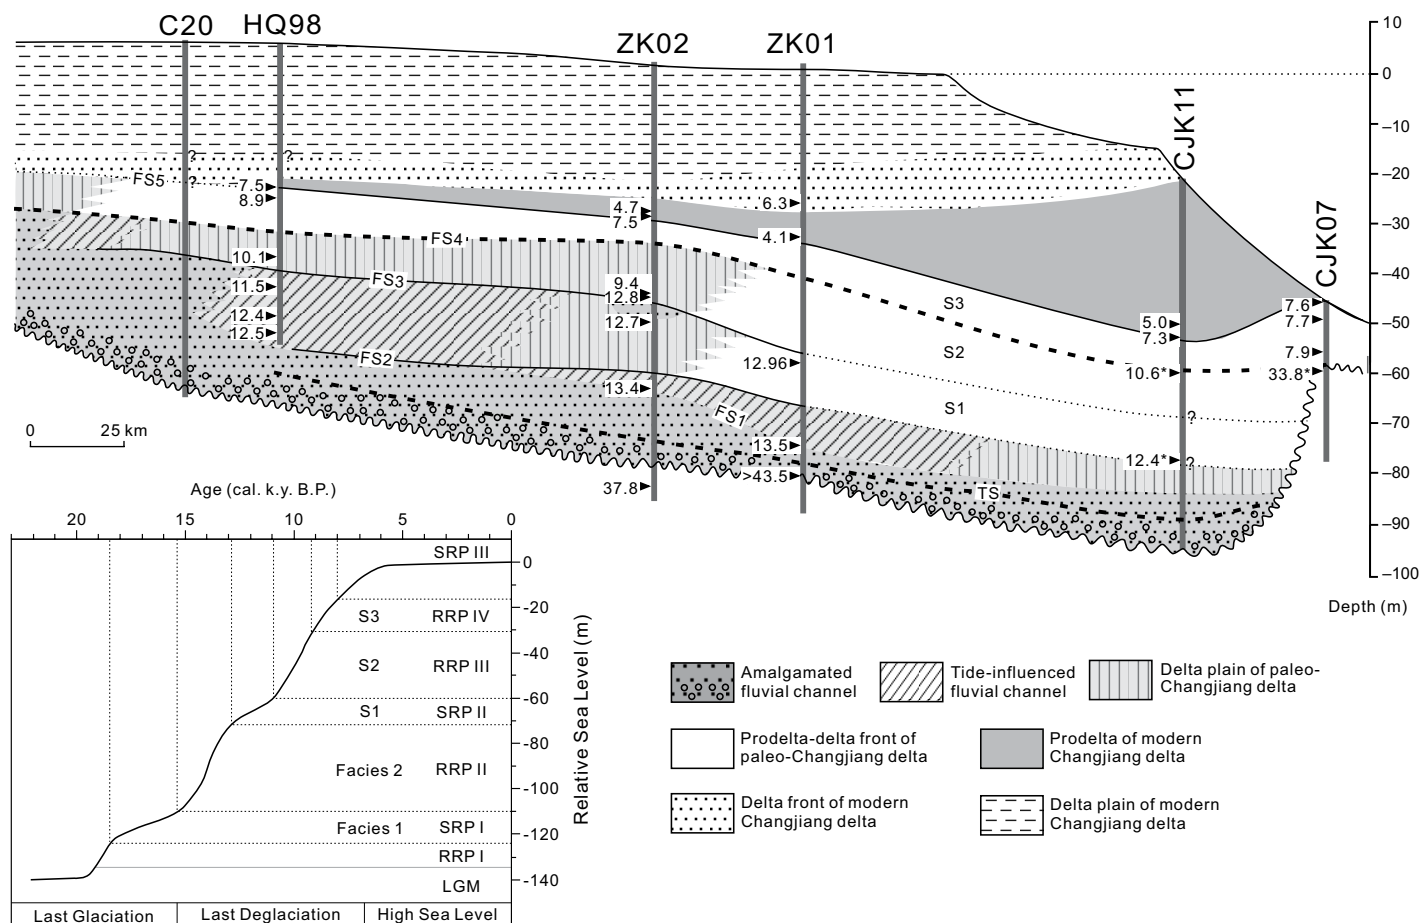 C20 HQ98 ZK02 ZK01 CJK11 CJK07
10
0
–10
–20
–30
–40
–50
–60
–70
–80
–90
–100
Depth (m)
? ?
FS5 ?
7.5
8.9
10.1
11.5
12.4
12.5
4.7
7.5
9.4
12.8
12.7
13.4
37.8
6.3
4.1
12.96
13.5
>43.5
5.0
7.3
10.6*
?
12.4* ?
7.6
7.7
7.9
33.8*
FS4
FS3
FS2
FS1
TS
S3
S2
S1
0 25 km
Age (cal. k.y. B.P.)
20 15 10 5 0
SRP III
S3 RRP IV
S2 RRP III
S1 SRP II
Facies 2 RRP II
Facies 1 SRP I
RRP I
LGM
0
-20
-40
-60
-80
-100
-120
-140
Relative Sea Level (m)
Last Glaciation Last Deglaciation High Sea Level
Amalgamated
fluvial channel
Tide-influenced
fluvial channel
Delta plain of paleo-
Changjiang delta
Prodelta-delta front of
paleo-Changjiang delta
Prodelta of modern
Changjiang delta
Delta front of modern
Changjiang delta
Delta plain of modern
Changjiang delta